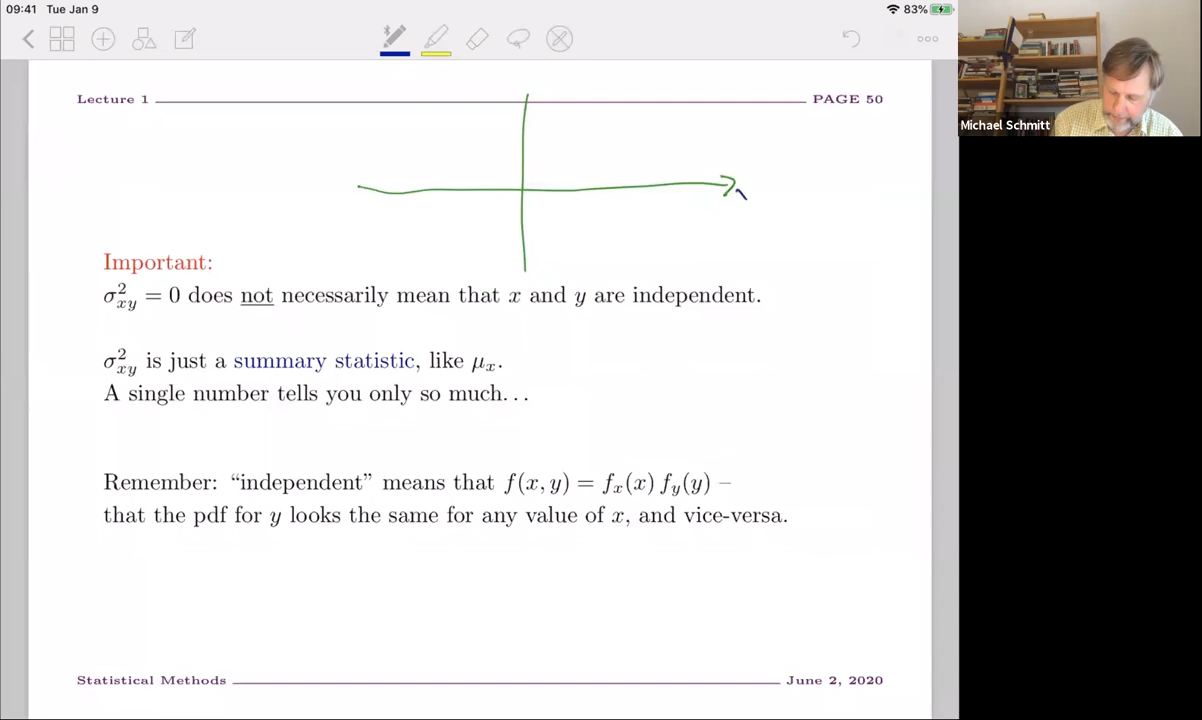 09:41 Tue Jan 9
83%
Lecture 1 PAGE 50
Michael Schmitt
Important:
σ²ₓᵧ = 0 does not necessarily mean that x and y are independent.
σ²ₓᵧ is just a summary statistic, like μₓ.
A single number tells you only so much...
Remember: “independent” means that f(x, y) = fₓ(x) fᵧ(y) –
that the pdf for y looks the same for any value of x, and vice-versa.
Statistical Methods June 2, 2020